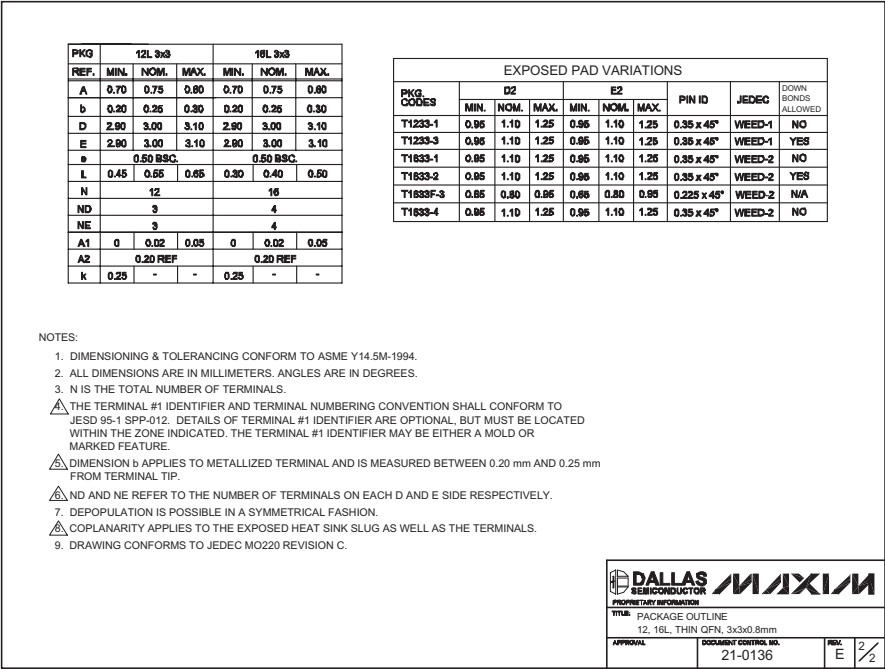 PKG 12L 3x3 16L 3x3
REF. MIN. NOM. MAX. MIN. NOM. MAX.
A 0.70 0.75 0.80 0.70 0.75 0.80
b 0.20 0.25 0.30 0.20 0.25 0.30
D 2.90 3.00 3.10 2.90 3.00 3.10
E 2.90 3.00 3.10 2.90 3.00 3.10
e 0.50 BSC. 0.50 BSC.
L 0.45 0.55 0.65 0.30 0.40 0.50
N 12 16
ND 3 4
NE 3 4
A1 0 0.02 0.05 0 0.02 0.05
A2 0.20 REF 0.20 REF
k 0.25 - - 0.25 - -
EXPOSED PAD VARIATIONS
PKG. CODES D2 E2 PIN ID JEDEC DOWN BONDS ALLOWED
MIN. NOM. MAX. MIN. NOM. MAX.
T1233-1 0.95 1.10 1.25 0.95 1.10 1.25 0.35 x 45° WEED-1 NO
T1233-3 0.95 1.10 1.25 0.95 1.10 1.25 0.35 x 45° WEED-1 YES
T1633-1 0.95 1.10 1.25 0.95 1.10 1.25 0.35 x 45° WEED-2 NO
T1633-2 0.95 1.10 1.25 0.95 1.10 1.25 0.35 x 45° WEED-2 YES
T1633F-3 0.65 0.80 0.95 0.65 0.80 0.95 0.225 x 45° WEED-2 N/A
T1633-4 0.95 1.10 1.25 0.95 1.10 1.25 0.35 x 45° WEED-2 NO
NOTES:
1. DIMENSIONING & TOLERANCING CONFORM TO ASME Y14.5M-1994.
2. ALL DIMENSIONS ARE IN MILLIMETERS. ANGLES ARE IN DEGREES.
3. N IS THE TOTAL NUMBER OF TERMINALS.
4. THE TERMINAL #1 IDENTIFIER AND TERMINAL NUMBERING CONVENTION SHALL CONFORM TO
JESD 95-1 SPP-012. DETAILS OF TERMINAL #1 IDENTIFIER ARE OPTIONAL, BUT MUST BE LOCATED
WITHIN THE ZONE INDICATED. THE TERMINAL #1 IDENTIFIER MAY BE EITHER A MOLD OR
MARKED FEATURE.
5. DIMENSION b APPLIES TO METALLIZED TERMINAL AND IS MEASURED BETWEEN 0.20 mm AND 0.25 mm
FROM TERMINAL TIP.
6. ND AND NE REFER TO THE NUMBER OF TERMINALS ON EACH D AND E SIDE RESPECTIVELY.
7. DEPOPULATION IS POSSIBLE IN A SYMMETRICAL FASHION.
8. COPLANARITY APPLIES TO THE EXPOSED HEAT SINK SLUG AS WELL AS THE TERMINALS.
9. DRAWING CONFORMS TO JEDEC MO220 REVISION C.
DALLAS SEMICONDUCTOR MAXIM
PROPRIETARY INFORMATION
TITLE: PACKAGE OUTLINE
12, 16L, THIN QFN, 3x3x0.8mm
APPROVAL DOCUMENT CONTROL NO. REV.
21-0136 E 2/2